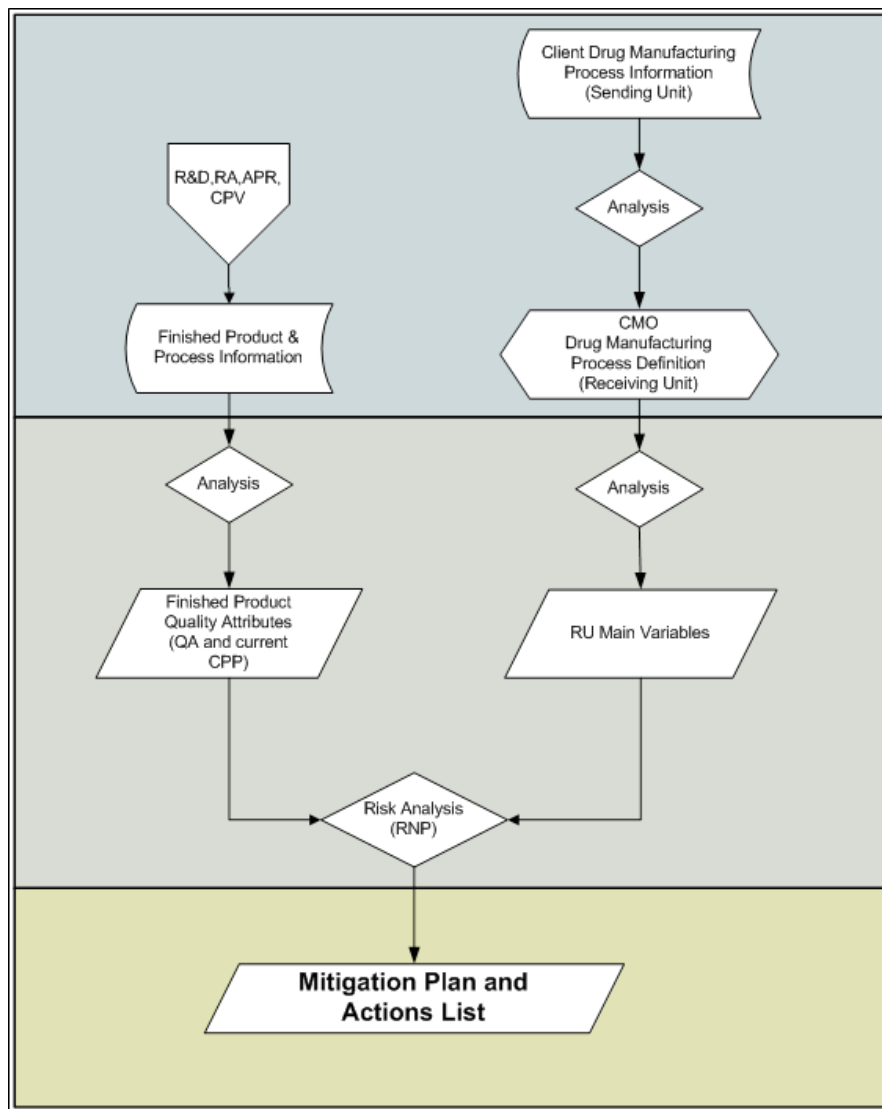 Client Drug Manufacturing
Process Information
(Sending Unit)
R&D,RA,APR,
CPV
Analysis
Finished Product &
Process Information
CMO
Drug Manufacturing
Process Definition
(Receiving Unit)
Analysis
Analysis
Finished Product
Quality Attributes
(QA and current
CPP)
RU Main Variables
Risk Analysis
(RNP)
Mitigation Plan and
Actions List